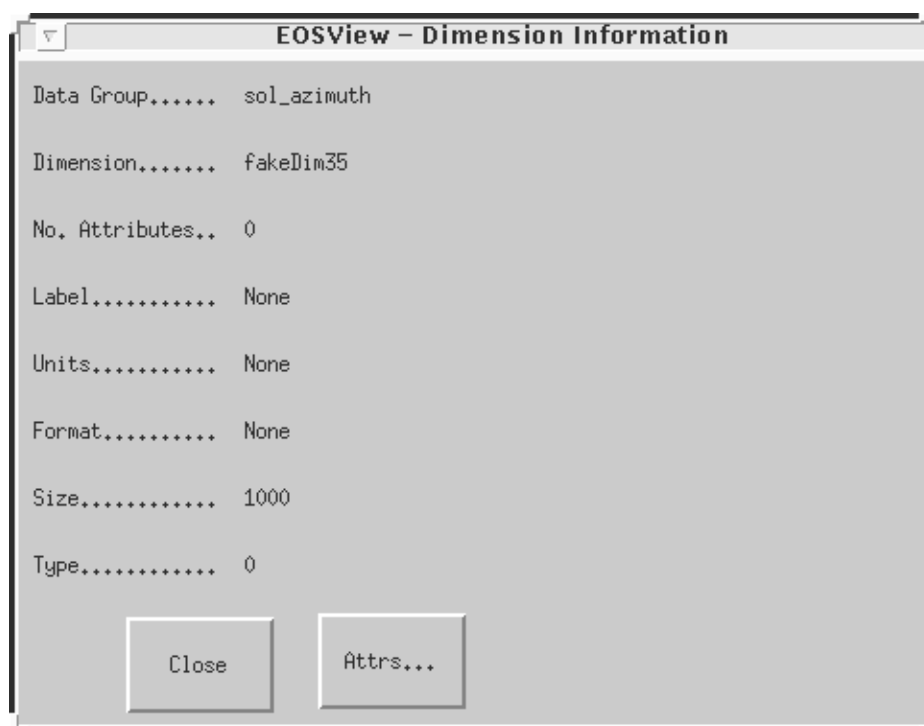 EOSView – Dimension Information
Data Group...... sol_azimuth
Dimension....... fakeDim35
No. Attributes.. 0
Label........... None
Units........... None
Format.......... None
Size............ 1000
Type............ 0
Close Attrs...